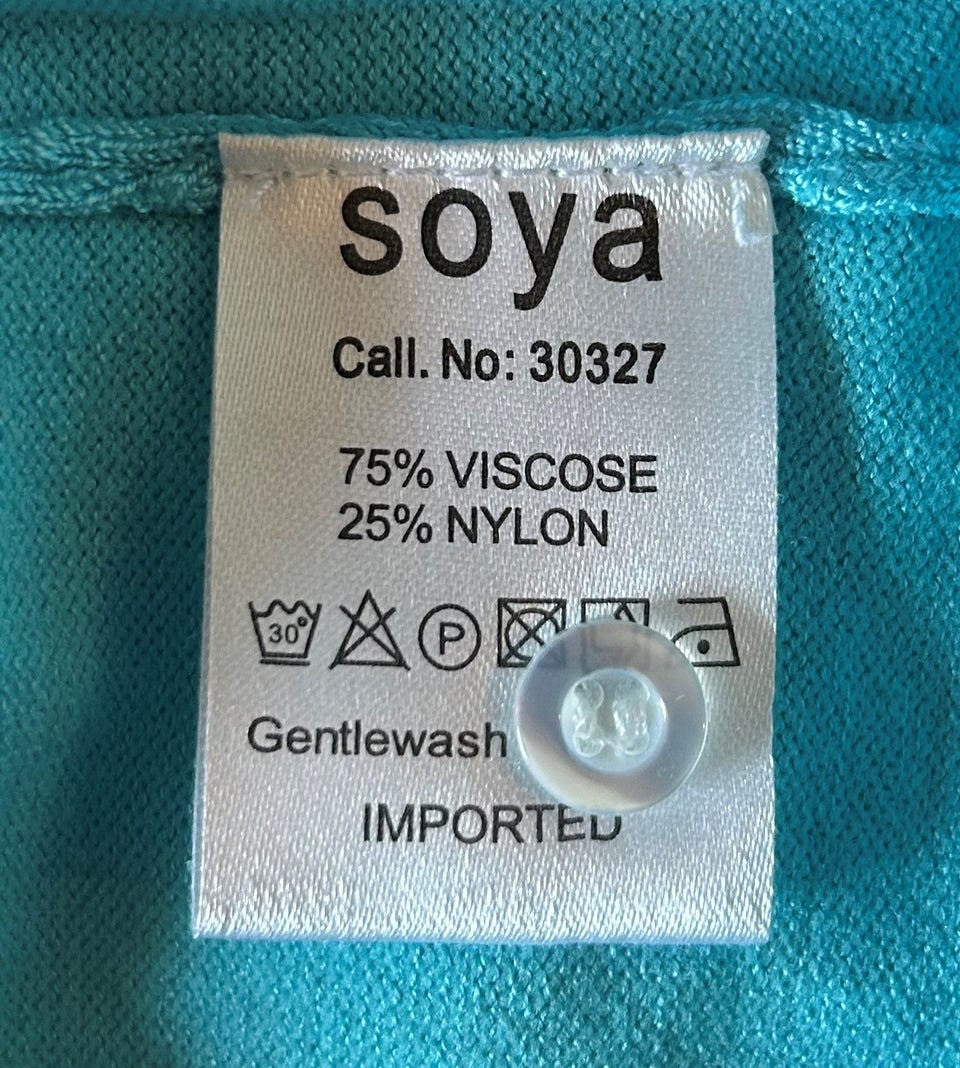 soya
Call. No: 30327
75% VISCOSE
25% NYLON
30° P
Gentlewash
IMPORTED